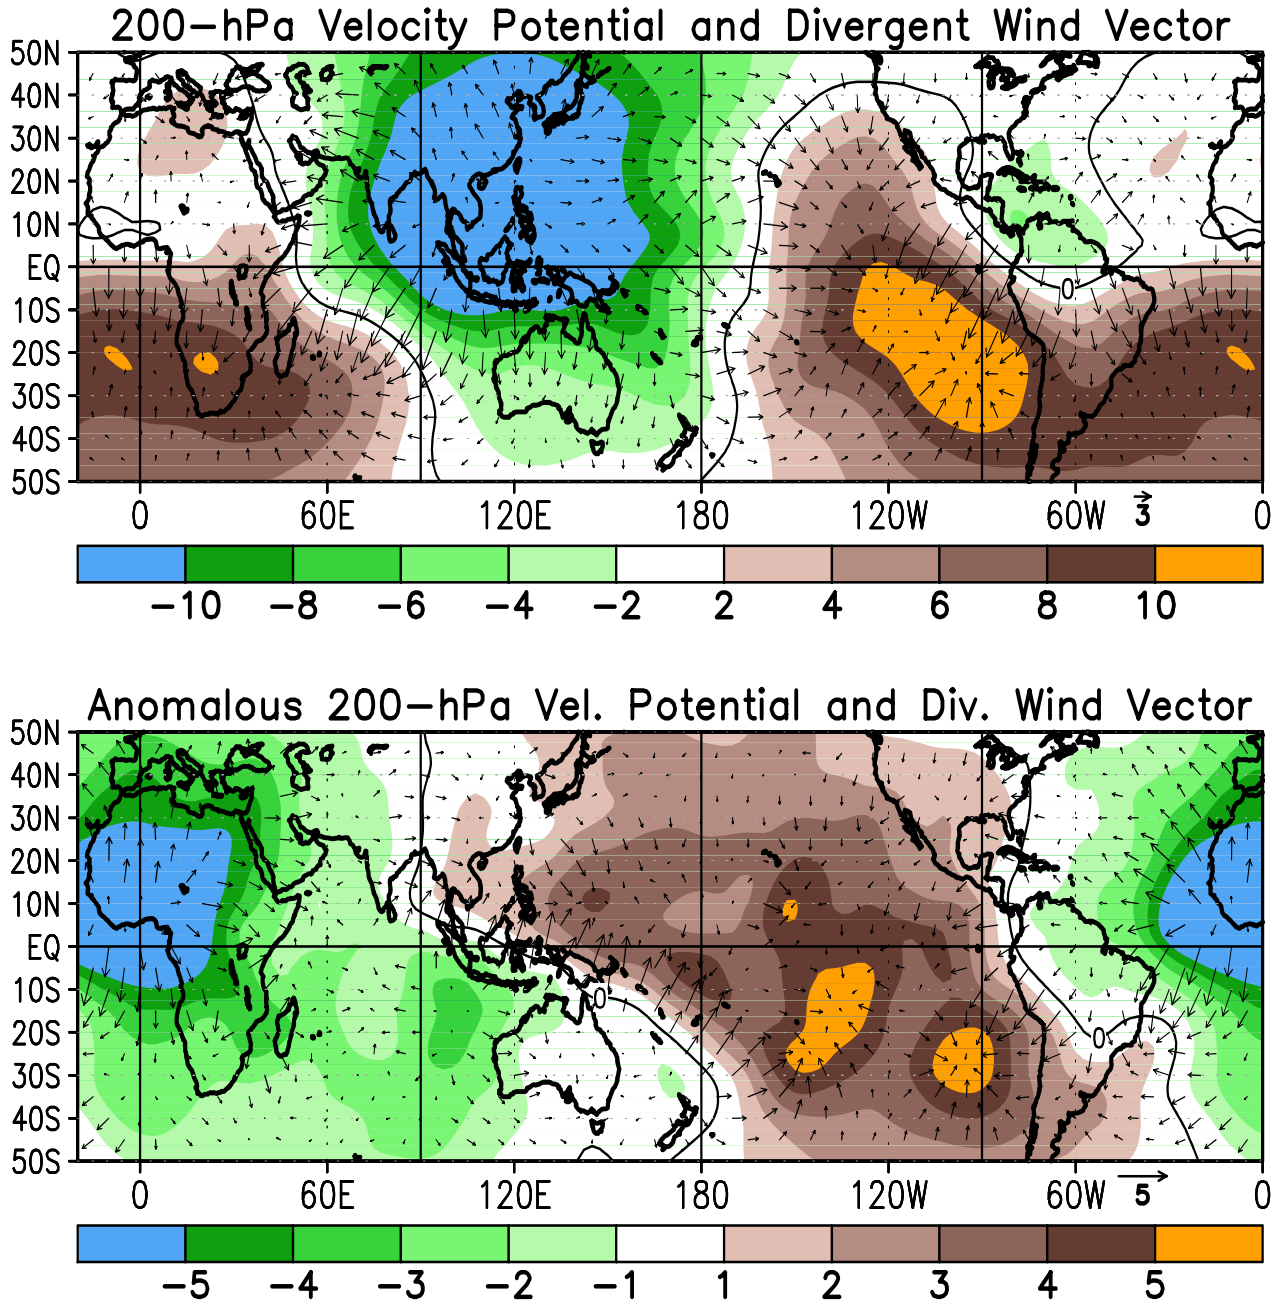 200-hPa Velocity Potential and Divergent Wind Vector
50N
40N
30N
20N
10N
EQ
10S
20S
30S
40S
50S
0
0 60E 120E 180 120W 60W 0
3
-10 -8 -6 -4 -2 2 4 6 8 10
Anomalous 200-hPa Vel. Potential and Div. Wind Vector
50N
40N
30N
20N
10N
EQ
10S
20S
30S
40S
50S
0
0
0 60E 120E 180 120W 60W 0
5
-5 -4 -3 -2 -1 1 2 3 4 5